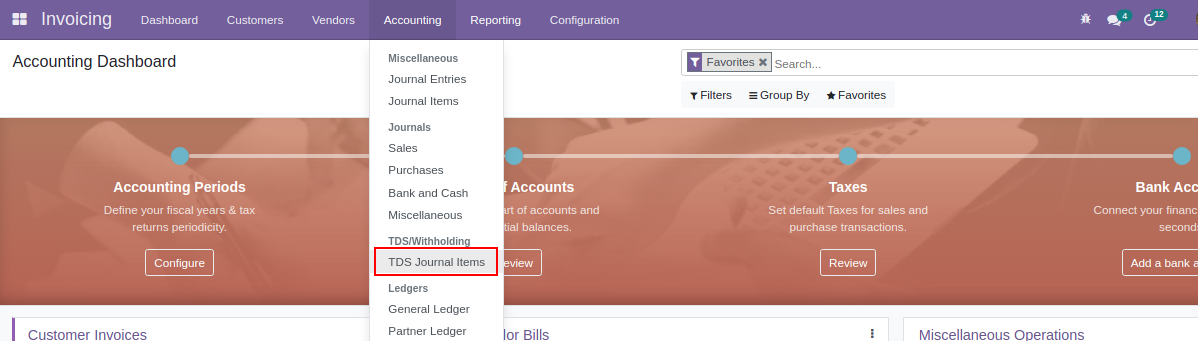 Invoicing Dashboard Customers Vendors Accounting Reporting Configuration 4 12
Accounting Dashboard
Favorites Search...
Filters Group By Favorites
Miscellaneous
Journal Entries
Journal Items
Journals
Sales
Purchases
Bank and Cash
Miscellaneous
TDS/Withholding
TDS Journal Items
Ledgers
General Ledger
Partner Ledger
Accounting Periods
Define your fiscal years & tax
returns periodicity.
Configure
f Accounts
art of accounts and
tial balances.
eview
Taxes
Set default Taxes for sales and
purchase transactions.
Review
Bank Acc
Connect your financ
seconds
Add a bank a
Customer Invoices
or Bills
Miscellaneous Operations